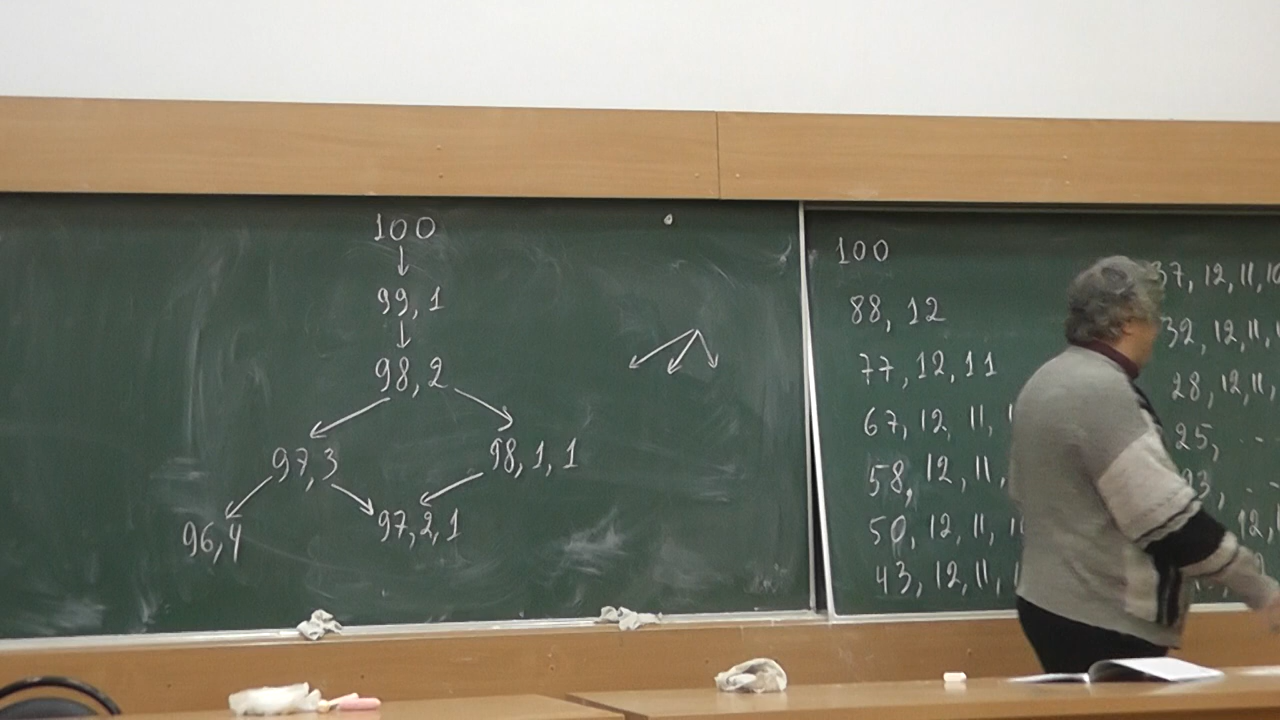 100
99, 1
98, 2
97, 3
98, 1, 1
96, 4
97, 2, 1
100
88, 12
77, 12, 11
67, 12, 11,
58, 12, 11,
50, 12, 11,
43, 12, 11,
37, 12, 11, 10
32, 12, 11,
28, 12, 11,
25, --
23, --
12,